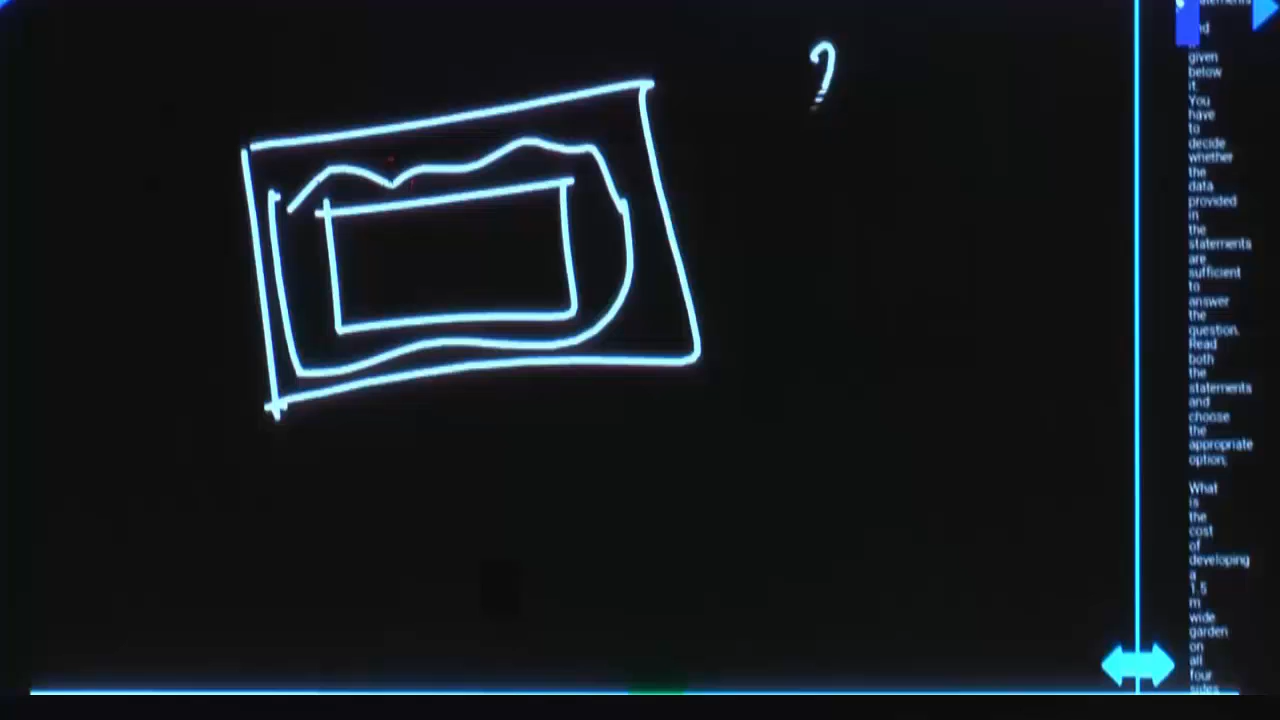 ?
given
below
it.
You
have
to
decide
whether
the
data
provided
in
the
statements
are
sufficient
to
answer
the
question.
Read
both
the
statements
and
choose
the
appropriate
option;
What
is
the
cost
of
developing
a
1.5
m
wide
garden
on
all
four
sides